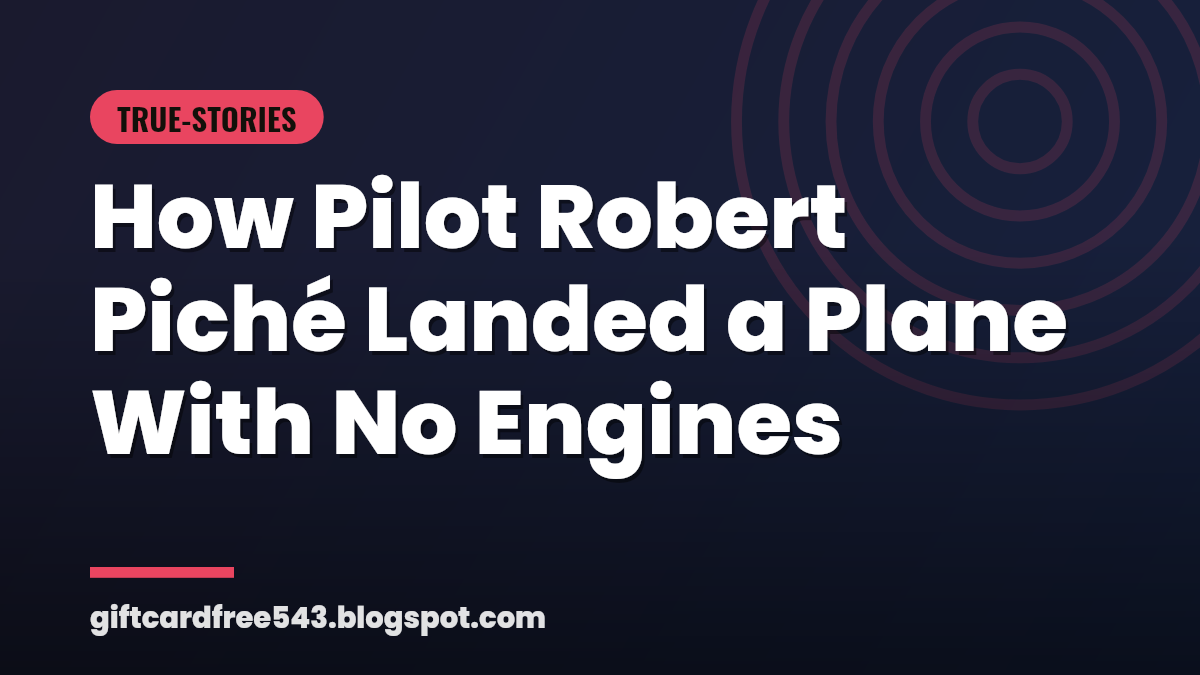 TRUE-STORIES
How Pilot Robert
Piché Landed a Plane
With No Engines
giftcardfree543.blogspot.com